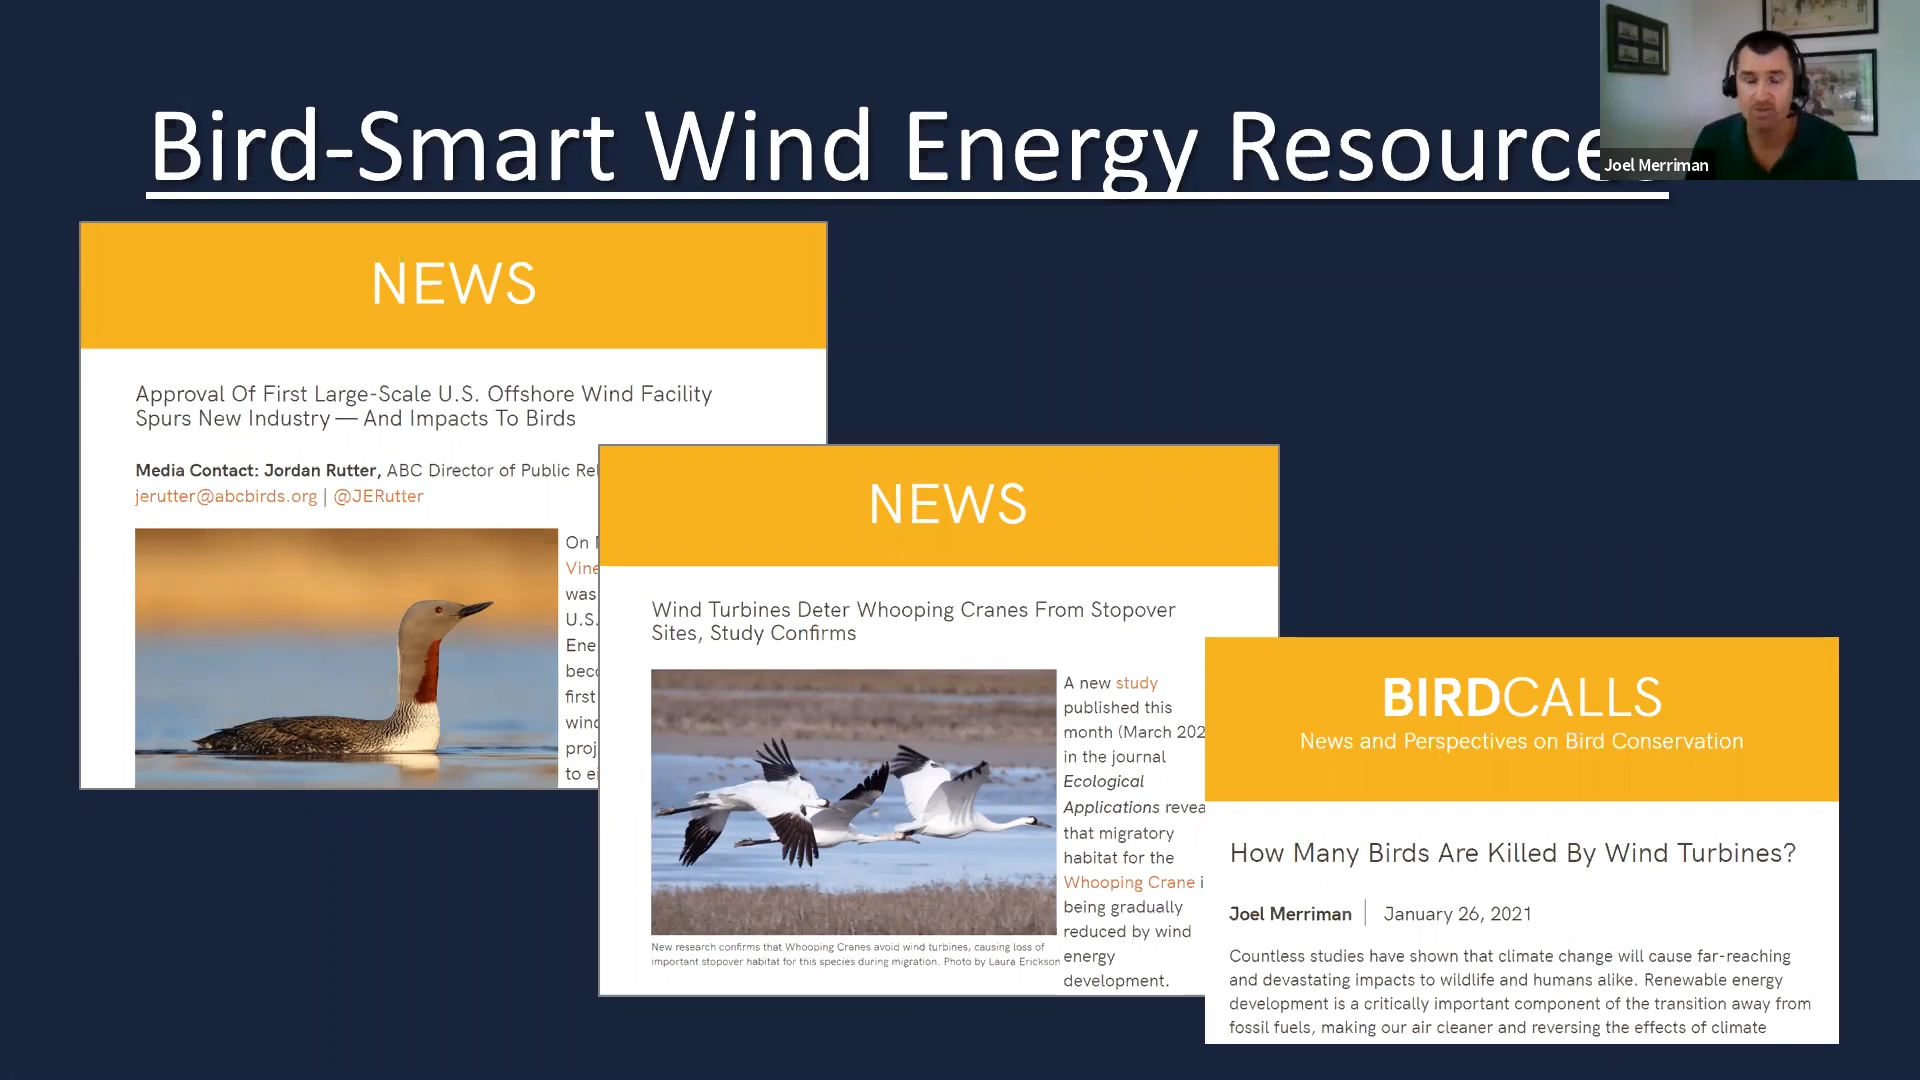 Bird-Smart Wind Energy Resource
Joel Merriman
NEWS
Approval Of First Large-Scale U.S. Offshore Wind Facility
Spurs New Industry — And Impacts To Birds
Media Contact: Jordan Rutter, ABC Director of Public Rel
jerutter@abcbirds.org | @JERutter
On
Vine
was
U.S.
Ene
beco
first
wind
proj
to ei
NEWS
Wind Turbines Deter Whooping Cranes From Stopover
Sites, Study Confirms
A new study
published this
month (March 202
in the journal
Ecological
Applications revea
that migratory
habitat for the
Whooping Crane i
being gradually
reduced by wind
energy
development.
New research confirms that Whooping Cranes avoid wind turbines, causing loss of
important stopover habitat for this species during migration. Photo by Laura Erickson
BIRDCALLS
News and Perspectives on Bird Conservation
How Many Birds Are Killed By Wind Turbines?
Joel Merriman | January 26, 2021
Countless studies have shown that climate change will cause far-reaching
and devastating impacts to wildlife and humans alike. Renewable energy
development is a critically important component of the transition away from
fossil fuels, making our air cleaner and reversing the effects of climate